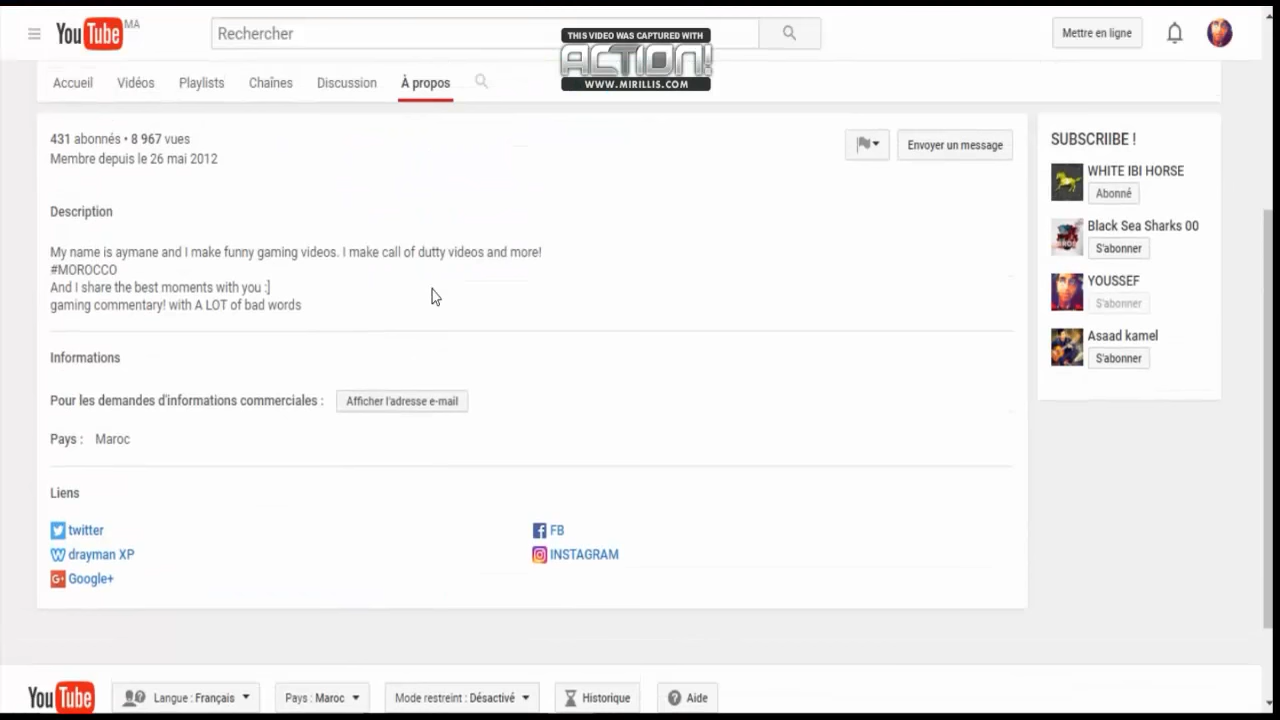 YouTube MA
Rechercher
Mettre en ligne
THIS VIDEO WAS CAPTURED WITH
ACTION!
WWW.MIRILLIS.COM
Accueil Vidéos Playlists Chaînes Discussion À propos
431 abonnés • 8 967 vues
Membre depuis le 26 mai 2012
Envoyer un message
Description
My name is aymane and I make funny gaming videos. I make call of dutty videos and more!
#MOROCCO
And I share the best moments with you :]
gaming commentary! with A LOT of bad words
Informations
Pour les demandes d'informations commerciales : Afficher l'adresse e-mail
Pays : Maroc
Liens
twitter
FB
drayman XP
INSTAGRAM
Google+
SUBSCRIIBE !
WHITE IBI HORSE
Abonné
Black Sea Sharks 00
S'abonner
YOUSSEF
S'abonner
Asaad kamel
S'abonner
YouTube Langue : Français Pays : Maroc Mode restreint : Désactivé Historique Aide